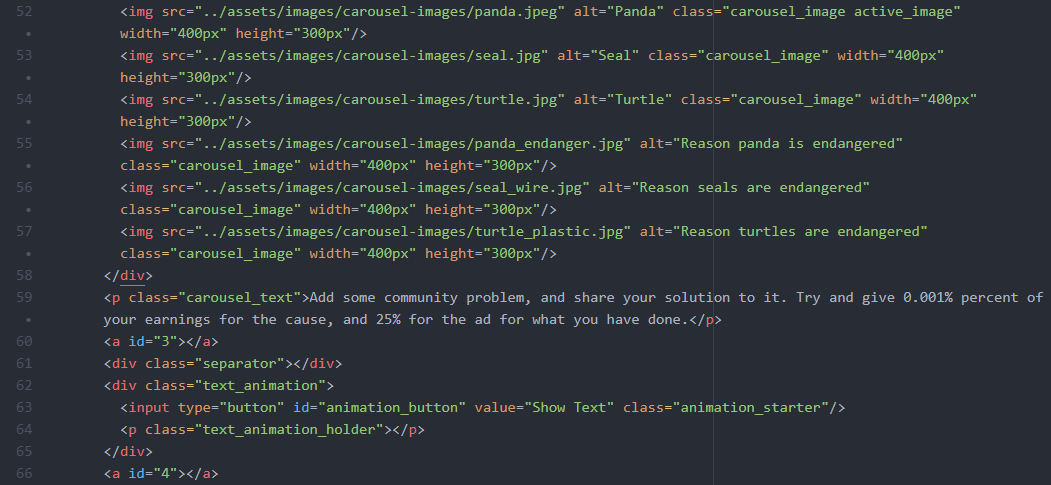 52 <img src="../assets/images/carousel-images/panda.jpeg" alt="Panda" class="carousel_image active_image"
• width="400px" height="300px"/>
53 <img src="../assets/images/carousel-images/seal.jpg" alt="Seal" class="carousel_image" width="400px"
• height="300px"/>
54 <img src="../assets/images/carousel-images/turtle.jpg" alt="Turtle" class="carousel_image" width="400px"
• height="300px"/>
55 <img src="../assets/images/carousel-images/panda_endanger.jpg" alt="Reason panda is endangered"
• class="carousel_image" width="400px" height="300px"/>
56 <img src="../assets/images/carousel-images/seal_wire.jpg" alt="Reason seals are endangered"
• class="carousel_image" width="400px" height="300px"/>
57 <img src="../assets/images/carousel-images/turtle_plastic.jpg" alt="Reason turtles are endangered"
• class="carousel_image" width="400px" height="300px"/>
58 </div>
59 <p class="carousel_text">Add some community problem, and share your solution to it. Try and give 0.001% percent of
• your earnings for the cause, and 25% for the ad for what you have done.</p>
60 <a id="3"></a>
61 <div class="separator"></div>
62 <div class="text_animation">
63 <input type="button" id="animation_button" value="Show Text" class="animation_starter"/>
64 <p class="text_animation_holder"></p>
65 </div>
66 <a id="4"></a>